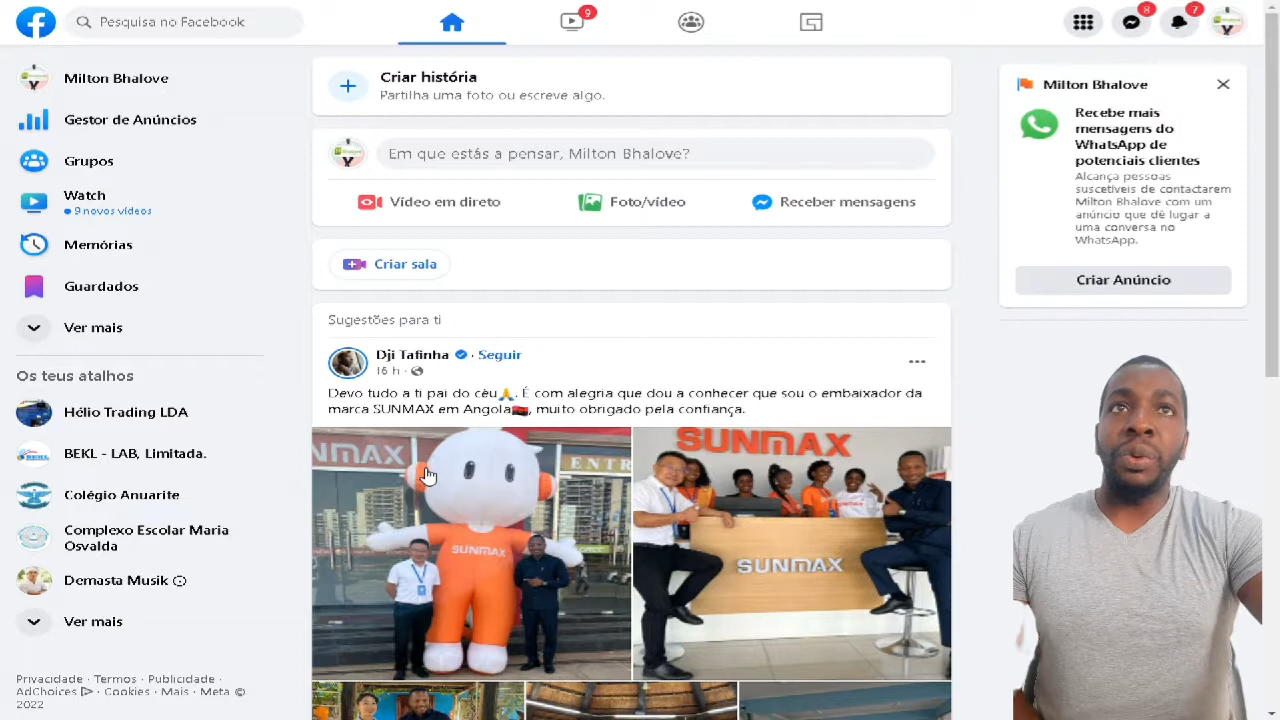 Pesquisa no Facebook
9
8
7
Milton Bhalove
Gestor de Anúncios
Grupos
Watch
9 novos vídeos
Memórias
Guardados
Ver mais
Os teus atalhos
Hélio Trading LDA
BEKL - LAB, Limitada.
Colégio Anuarite
Complexo Escolar Maria
Osvalda
Demasta Musik
Ver mais
Privacidade · Termos · Publicidade ·
AdChoices · Cookies · Mais · Meta ©
2022
Criar história
Partilha uma foto ou escreve algo.
Em que estás a pensar, Milton Bhalove?
Vídeo em direto
Foto/vídeo
Receber mensagens
Criar sala
Sugestões para ti
Dji Tafinha · Seguir
16 h ·
Devo tudo a ti pai do céu🙏. É com alegria que dou a conhecer que sou o embaixador da
marca SUNMAX em Angola🇦🇴, muito obrigado pela confiança.
NMAX
ENTR
SUNMAX
SUNMAX
SUNMAX
Milton Bhalove
Recebe mais
mensagens do
WhatsApp de
potenciais clientes
Alcança pessoas
suscetíveis de contactarem
Milton Bhalove com um
anúncio que dê lugar a
uma conversa no
WhatsApp.
Criar Anúncio